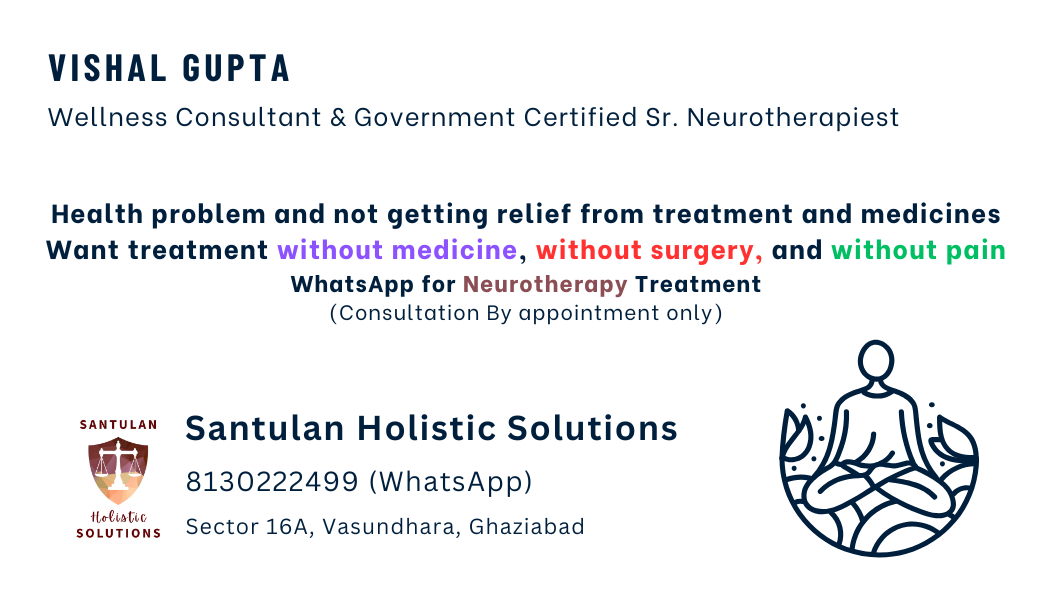 VISHAL GUPTA
Wellness Consultant & Government Certified Sr. Neurotherapiest
Health problem and not getting relief from treatment and medicines
Want treatment without medicine, without surgery, and without pain
WhatsApp for Neurotherapy Treatment
(Consultation By appointment only)
SANTULAN
Holistic
SOLUTIONS
Santulan Holistic Solutions
8130222499 (WhatsApp)
Sector 16A, Vasundhara, Ghaziabad